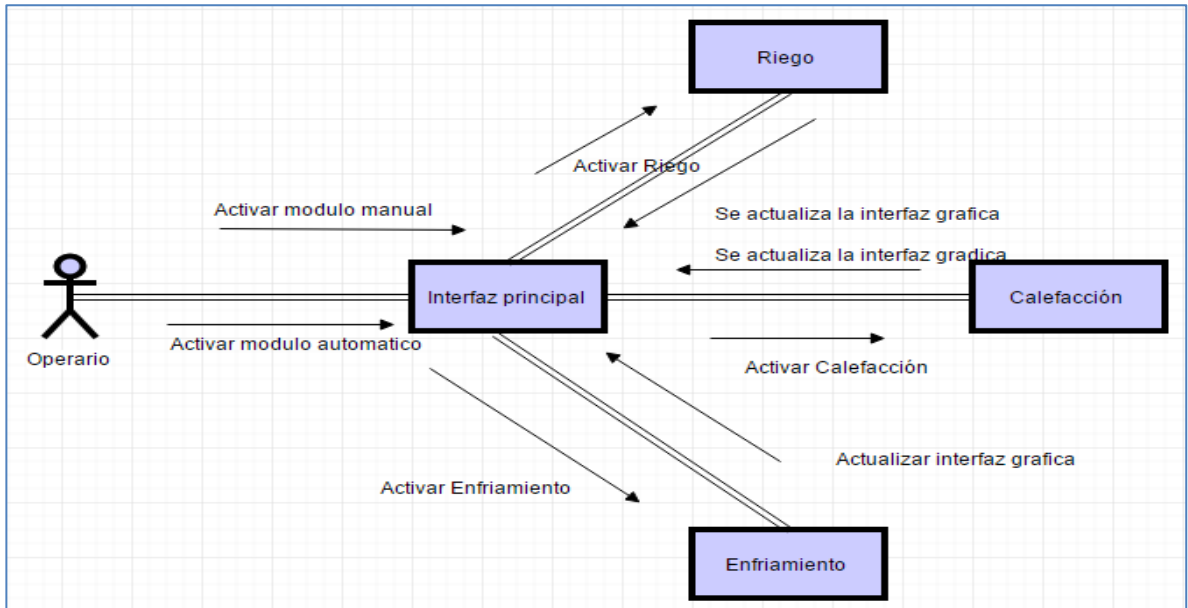 Riego
Activar Riego
Activar modulo manual
Se actualiza la interfaz grafica
Se actualiza la interfaz gradica
Interfaz principal
Calefacción
Operario
Activar modulo automatico
Activar Calefacción
Actualizar interfaz grafica
Activar Enfriamiento
Enfriamiento